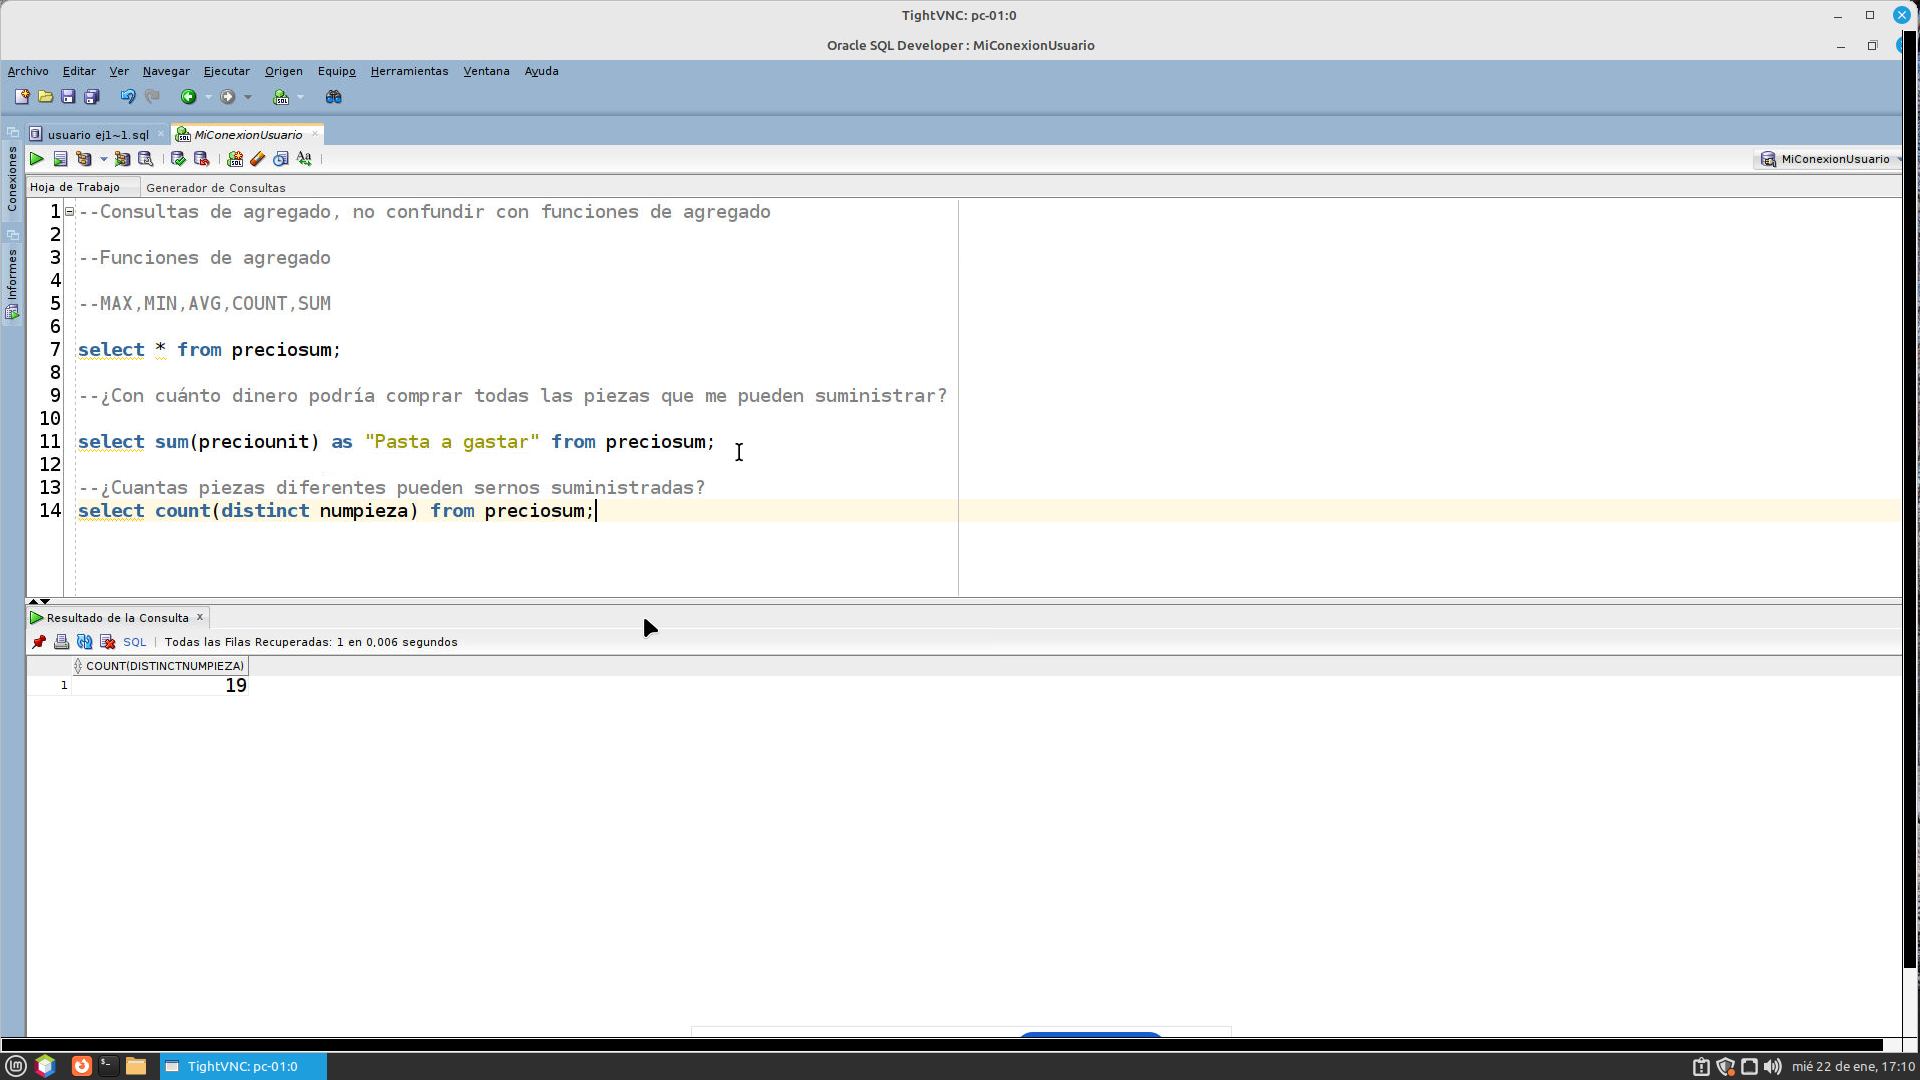 TightVNC: pc-01:0
Oracle SQL Developer : MiConexionUsuario
Archivo Editar Ver Navegar Ejecutar Origen Equipo Herramientas Ventana Ayuda
usuario ej1~1.sql MiConexionUsuario
MiConexionUsuario
Conexiones
Informes
Hoja de Trabajo Generador de Consultas
1 --Consultas de agregado, no confundir con funciones de agregado
2
3 --Funciones de agregado
4
5 --MAX,MIN,AVG,COUNT,SUM
6
7 select * from preciosum;
8
9 --¿Con cuánto dinero podría comprar todas las piezas que me pueden suministrar?
10
11 select sum(preciounit) as "Pasta a gastar" from preciosum;
12
13 --¿Cuantas piezas diferentes pueden sernos suministradas?
14 select count(distinct numpieza) from preciosum;
Resultado de la Consulta
SQL | Todas las Filas Recuperadas: 1 en 0,006 segundos
COUNT(DISTINCTNUMPIEZA)
1 19
TightVNC: pc-01:0 mié 22 de ene, 17:10